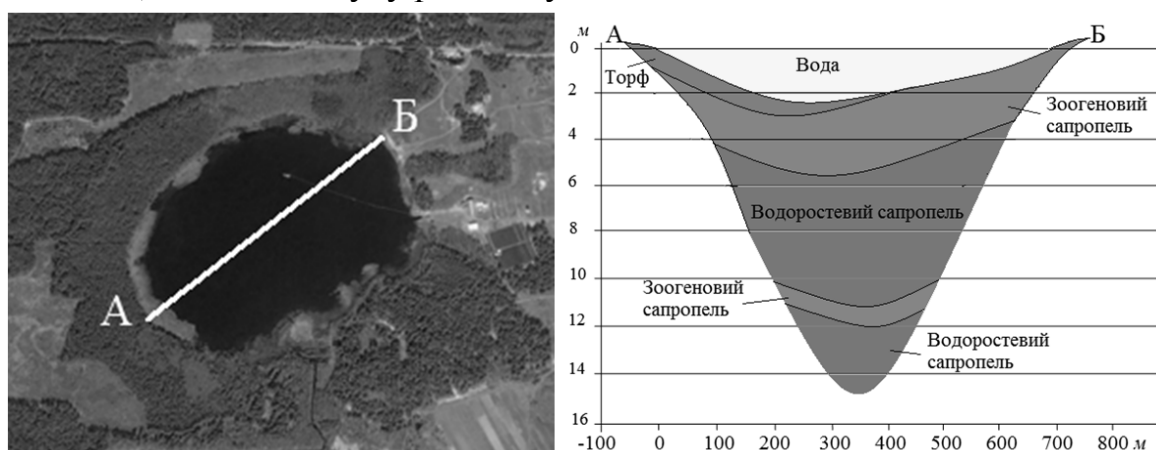 А
Б
м
А
Б
0
2
4
6
8
10
12
14
16
Вода
Торф
Зоогеновий
сапропель
Водоростевий сапропель
Зоогеновий
сапропель
Водоростевий
сапропель
-100 0 100 200 300 400 500 600 700 800 м